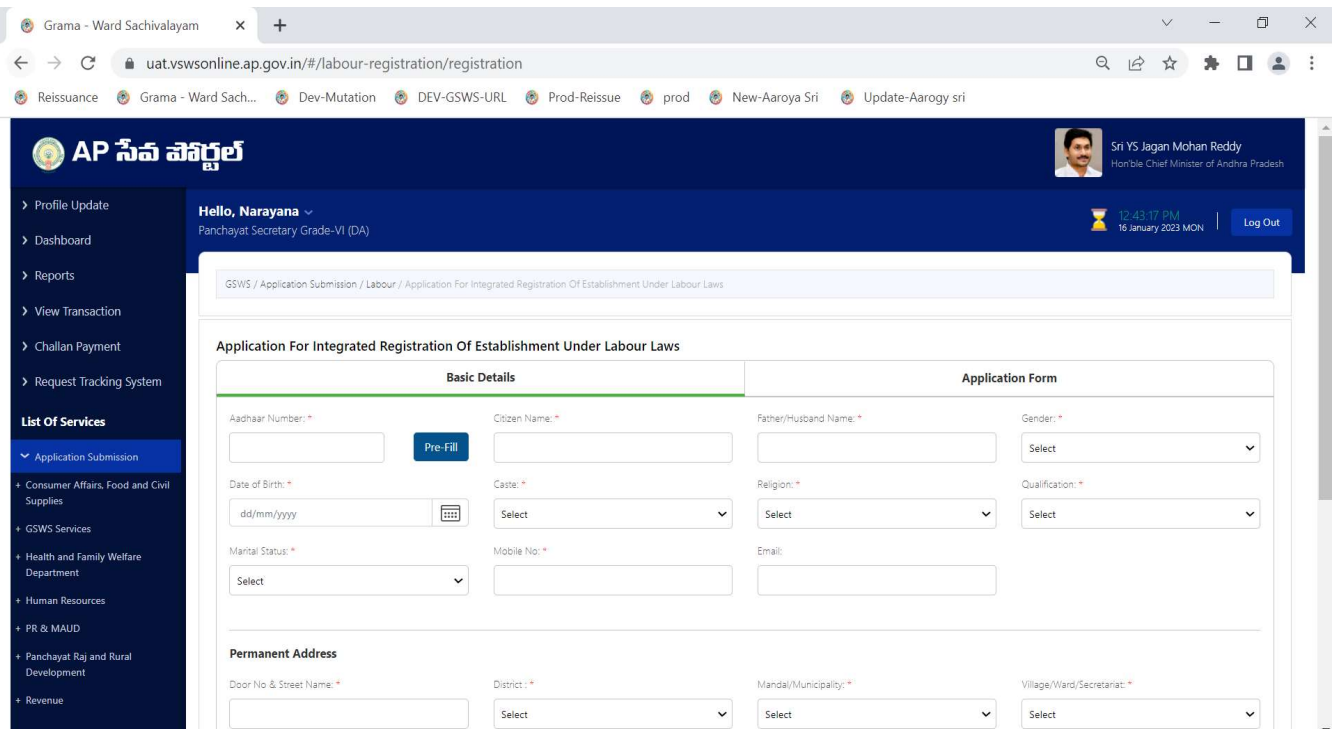 Grama - Ward Sachivalayam
uat.vswsonline.ap.gov.in/#/labour-registration/registration
Reissuance Grama - Ward Sach... Dev-Mutation DEV-GSWS-URL Prod-Reissue prod New-Aaroya Sri Update-Aarogy sri
AP సేవ పోర్టల్
Sri YS Jagan Mohan Reddy
Hon'ble Chief Minister of Andhra Pradesh
Profile Update
Dashboard
Reports
View Transaction
Challan Payment
Request Tracking System
List Of Services
Application Submission
+ Consumer Affairs, Food and Civil
Supplies
+ GSWS Services
+ Health and Family Welfare
Department
+ Human Resources
+ PR & MAUD
+ Panchayat Raj and Rural
Development
+ Revenue
Hello, Narayana
Panchayat Secretary Grade-VI (DA)
12:43:17 PM
16 January 2023 MON
Log Out
GSWS / Application Submission / Labour / Application For Integrated Registration Of Establishment Under Labour Laws
Application For Integrated Registration Of Establishment Under Labour Laws
Basic Details Application Form
Aadhaar Number: * Citizen Name: * Father/Husband Name: * Gender: *
Pre-Fill Select
Date of Birth: * Caste: * Religion: * Qualification: *
dd/mm/yyyy Select Select Select
Marital Status: * Mobile No: * Email:
Select
Permanent Address
Door No & Street Name: * District : * Mandal/Municipality: * Village/Ward/Secretariat: *
Select Select Select